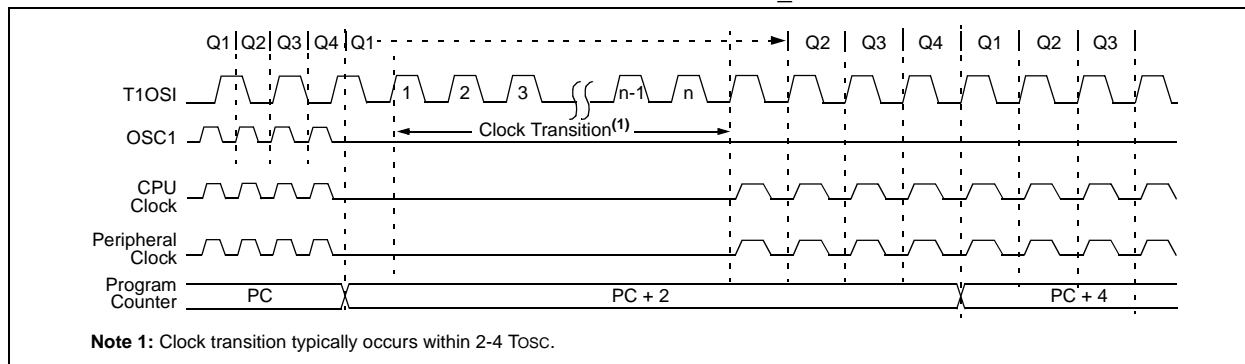 Q1 Q2 Q3 Q4 Q1 Q2 Q3 Q4 Q1 Q2 Q3
T1OSI 1 2 3 n-1 n
Clock Transition(1)
OSC1
CPU
Clock
Peripheral
Clock
Program
Counter
PC PC + 2 PC + 4
Note 1: Clock transition typically occurs within 2-4 TOSC.